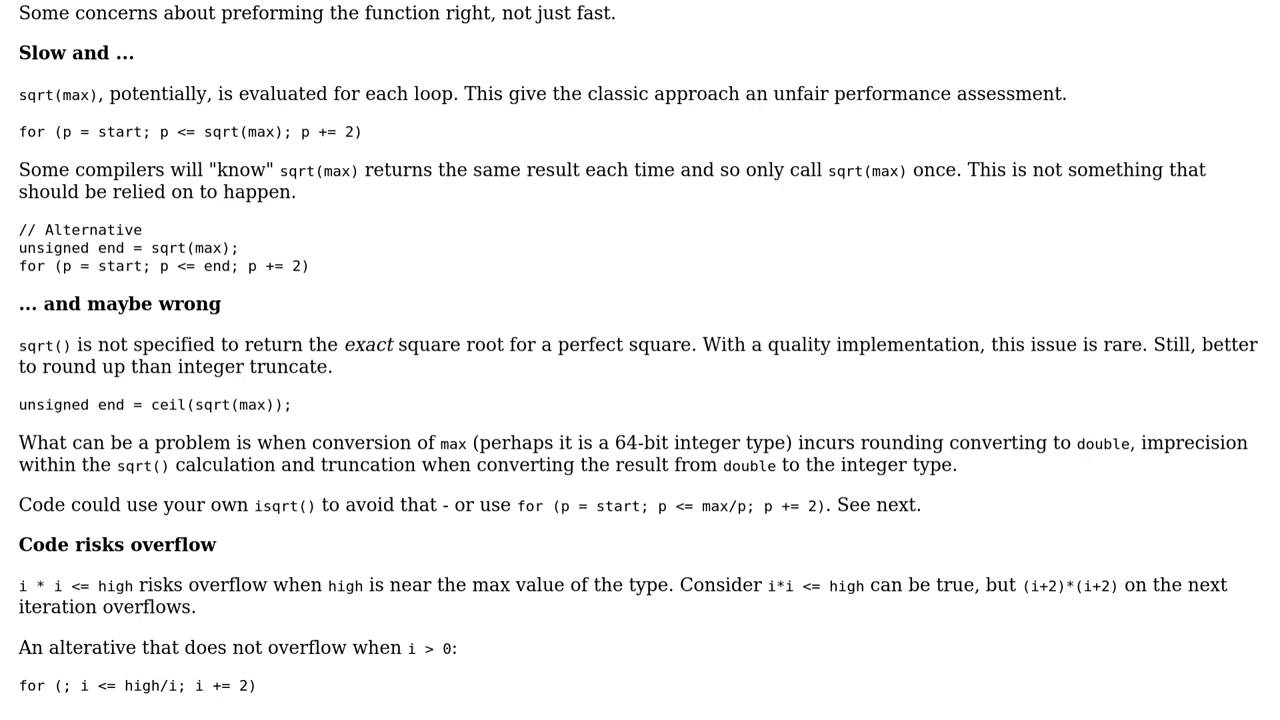 Some concerns about preforming the function right, not just fast.
Slow and ...
sqrt(max), potentially, is evaluated for each loop. This give the classic approach an unfair performance assessment.
for (p = start; p <= sqrt(max); p += 2)
Some compilers will "know" sqrt(max) returns the same result each time and so only call sqrt(max) once. This is not something that
should be relied on to happen.
// Alternative
unsigned end = sqrt(max);
for (p = start; p <= end; p += 2)
... and maybe wrong
sqrt() is not specified to return the exact square root for a perfect square. With a quality implementation, this issue is rare. Still, better
to round up than integer truncate.
unsigned end = ceil(sqrt(max));
What can be a problem is when conversion of max (perhaps it is a 64-bit integer type) incurs rounding converting to double, imprecision
within the sqrt() calculation and truncation when converting the result from double to the integer type.
Code could use your own isqrt() to avoid that - or use for (p = start; p <= max/p; p += 2). See next.
Code risks overflow
i * i <= high risks overflow when high is near the max value of the type. Consider i*i <= high can be true, but (i+2)*(i+2) on the next
iteration overflows.
An alterative that does not overflow when i > 0:
for (; i <= high/i; i += 2)